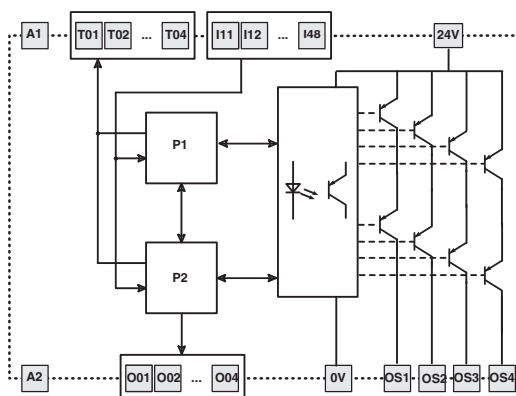 A1 T01 T02 ... T04 I11 I12 ... I48 24V
P1
P2
A2 O01 O02 ... O04 0V OS1 OS2 OS3 OS4